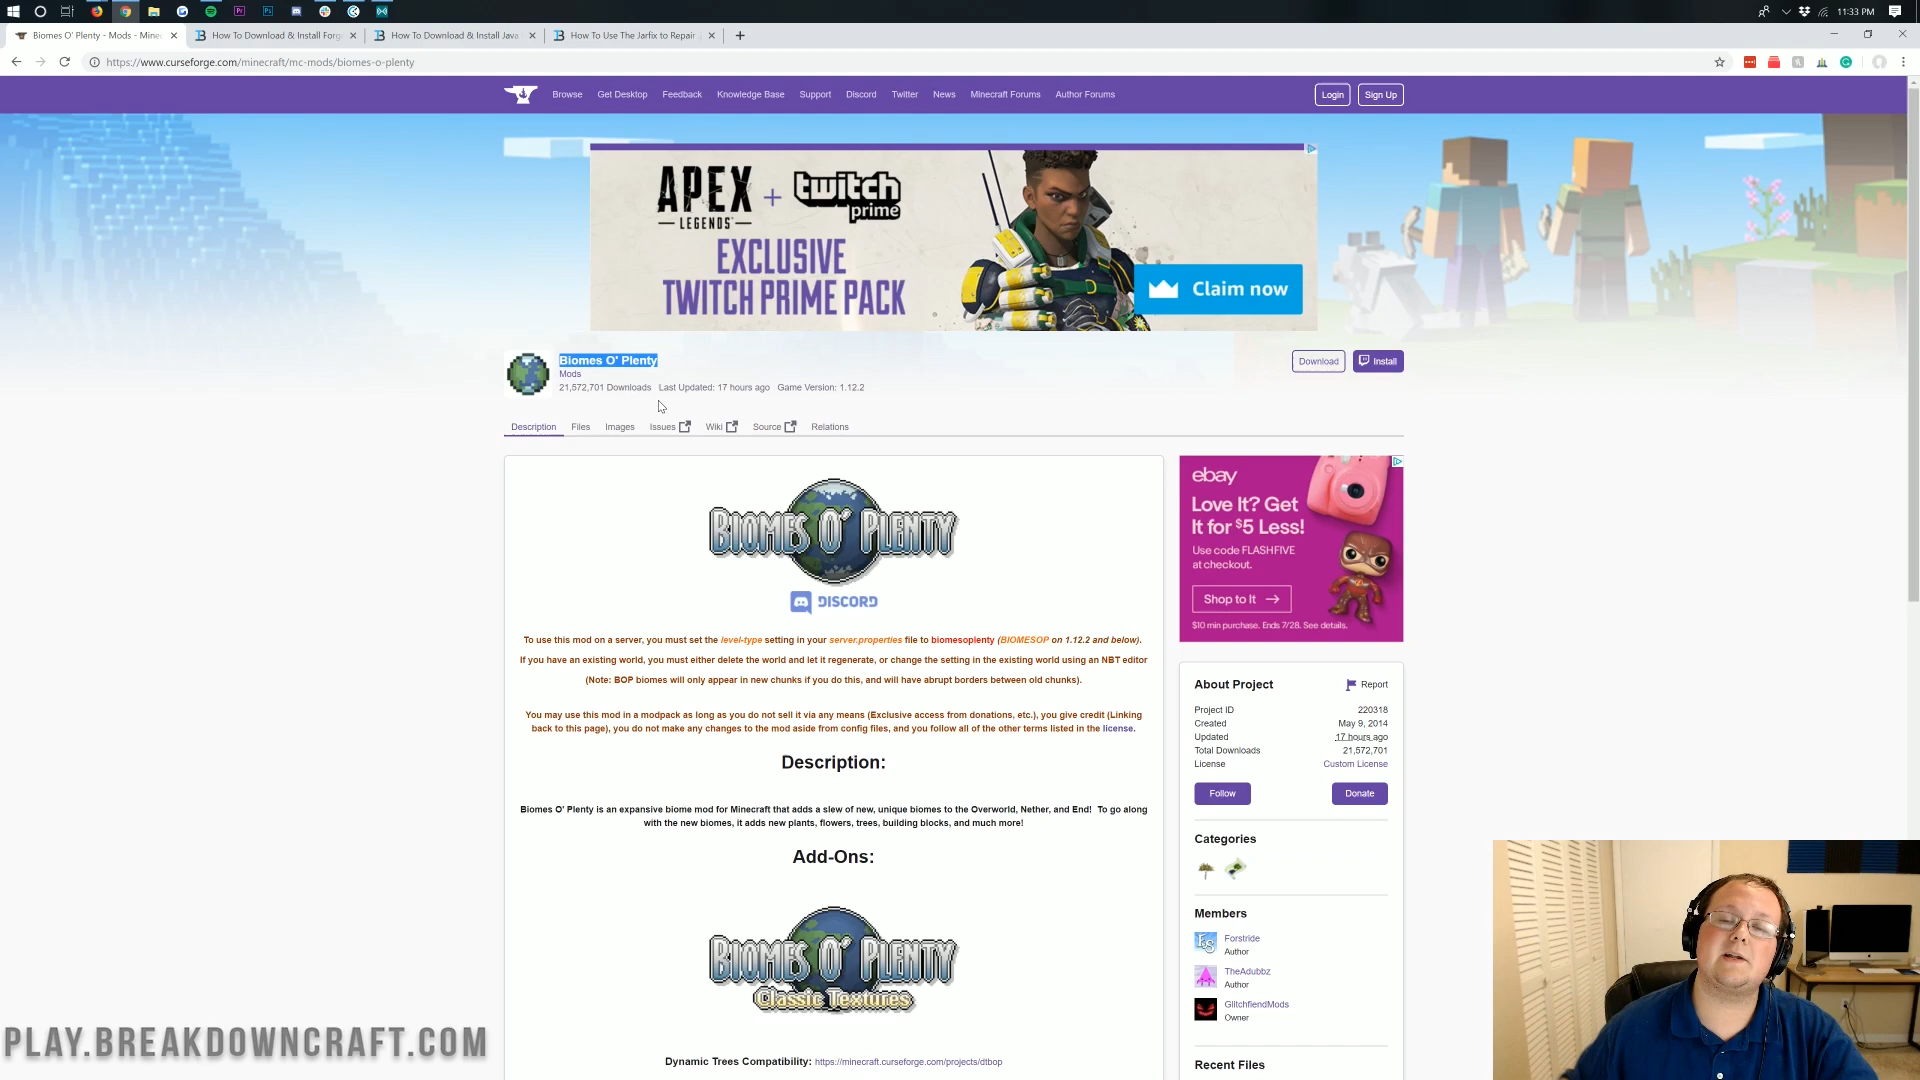 11:33 PM
Biomes O' Plenty - Mods - Minec
How To Download & Install Forg
How To Download & Install Java
How To Use The Jarfix to Repair
https://www.curseforge.com/minecraft/mc-mods/biomes-o-plenty
Browse Get Desktop Feedback Knowledge Base Support Discord Twitter News Minecraft Forums Author Forums Login Sign Up
APEX LEGENDS + twitch prime
EXCLUSIVE
TWITCH PRIME PACK
Claim now
Biomes O' Plenty
Mods
21,572,701 Downloads Last Updated: 17 hours ago Game Version: 1.12.2
Download Install
Description Files Images Issues Wiki Source Relations
BIOMES O' PLENTY
DISCORD
To use this mod on a server, you must set the level-type setting in your server.properties file to biomesoplenty (BIOMESOP on 1.12.2 and below).
If you have an existing world, you must either delete the world and let it regenerate, or change the setting in the existing world using an NBT editor
(Note: BOP biomes will only appear in new chunks if you do this, and will have abrupt borders between old chunks).
You may use this mod in a modpack as long as you do not sell it via any means (Exclusive access from donations, etc.), you give credit (Linking
back to this page), you do not make any changes to the mod aside from config files, and you follow all of the other terms listed in the license.
Description:
Biomes O' Plenty is an expansive biome mod for Minecraft that adds a slew of new, unique biomes to the Overworld, Nether, and End! To go along
with the new biomes, it adds new plants, flowers, trees, building blocks, and much more!
Add-Ons:
BIOMES O' PLENTY
Classic Textures
Dynamic Trees Compatibility: https://minecraft.curseforge.com/projects/dtbop
ebay
Love It? Get
It for $5 Less!
Use code FLASHFIVE
at checkout.
Shop to It →
$10 min purchase. Ends 7/28. See details.
About Project Report
Project ID 220318
Created May 9, 2014
Updated 17 hours ago
Total Downloads 21,572,701
License Custom License
Follow Donate
Categories
Members
Forstride
Author
TheAdubbz
Author
GlitchfiendMods
Owner
Recent Files
PLAY.BREAKDOWNCRAFT.COM